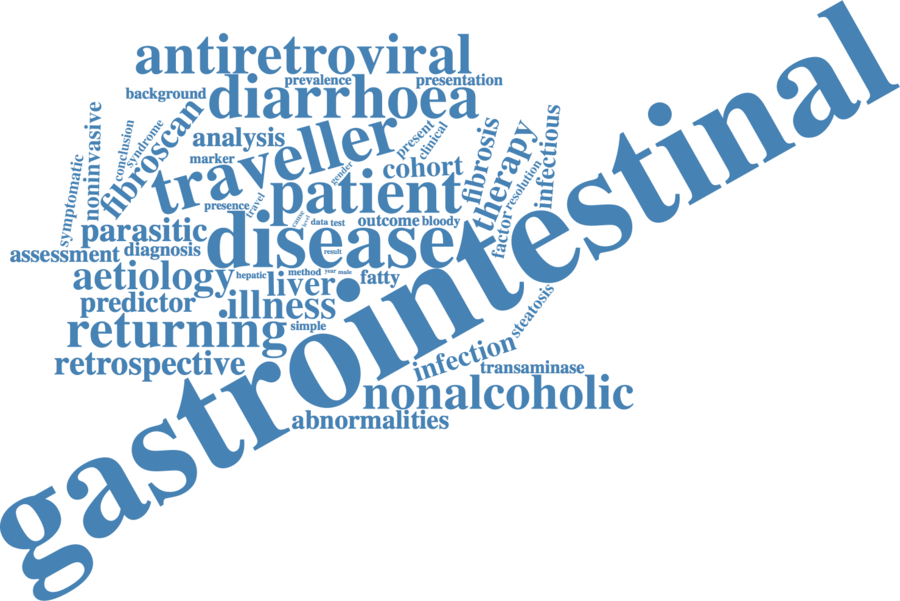 antiretroviral
prevalence
presentation
background
diarrhoea
gastrointestinal
noninvasive
conclusion
syndrome
fibroscan
analysis
traveller
present
clinical
fibrosis
therapy
infectious
marker
gender
cohort
symptomatic
presence
travel
patient
resolution
factor
parasitic
disease
cause
level
data
test
outcome
bloody
assessment
diagnosis
result
aetiology
hepatic
liver
method
year
male
fatty
predictor
illness
steatosis
returning
simple
retrospective
infection
transaminase
nonalcoholic
abnormalities